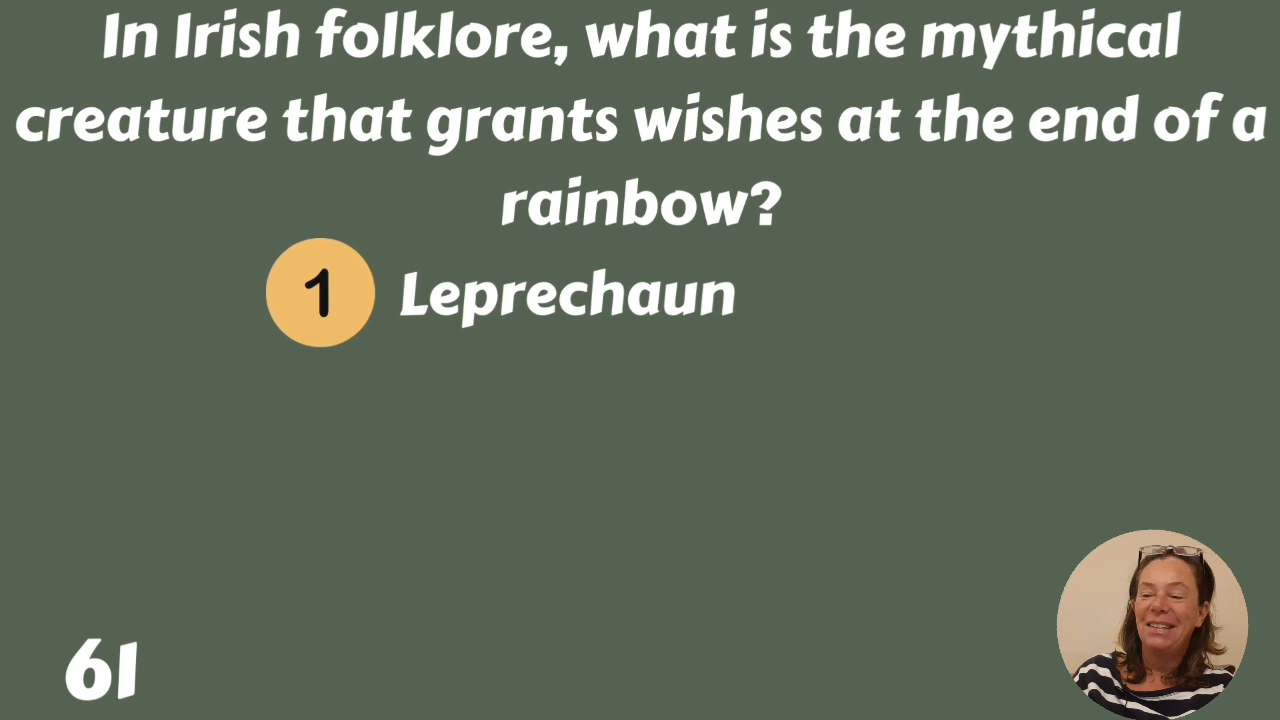 In Irish folklore, what is the mythical
creature that grants wishes at the end of a
rainbow?
1 Leprechaun
61